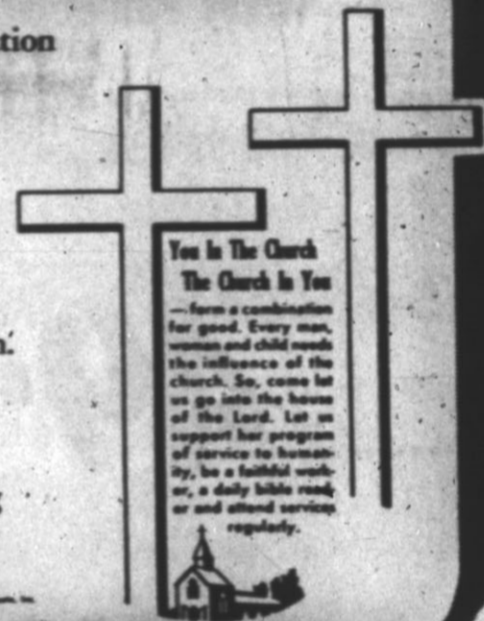 tion
You In The Church
The Church In You
— form a combination
for good. Every man,
woman and child needs
the influence of the
church. So, come let
us go into the house
of the Lord. Let us
support her program
of service to human-
ity, be a faithful work-
er, a daily bible read-
er and attend services
regularly.